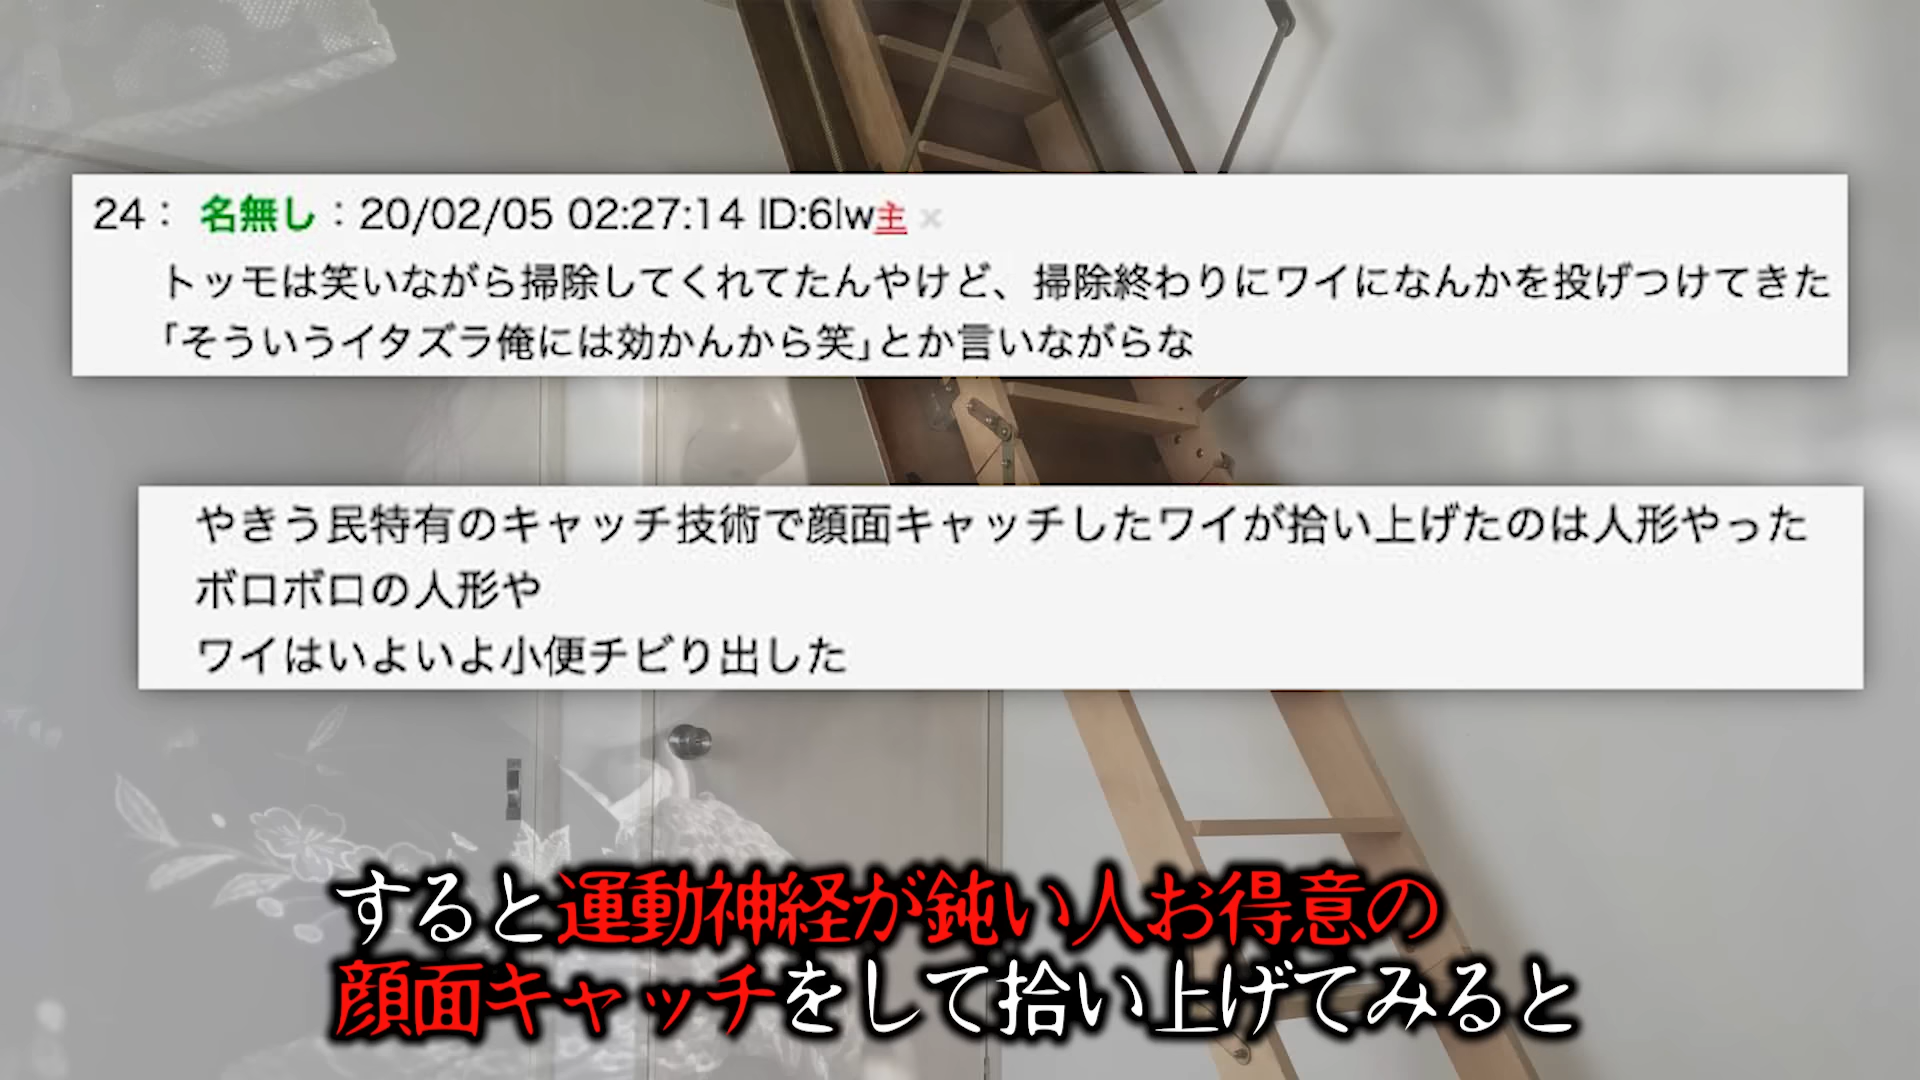 24： 名無し：20/02/05 02:27:14 ID:6lw主 ×
トッモは笑いながら掃除してくれてたんやけど、掃除終わりにワイになんかを投げつけてきた
「そういうイタズラ俺には効かんから笑」とか言いながらな
やきう民特有のキャッチ技術で顔面キャッチしたワイが拾い上げたのは人形やった
ボロボロの人形や
ワイはいよいよ小便チビり出した
すると運動神経が鈍い人お得意の
顔面キャッチをして拾い上げてみると